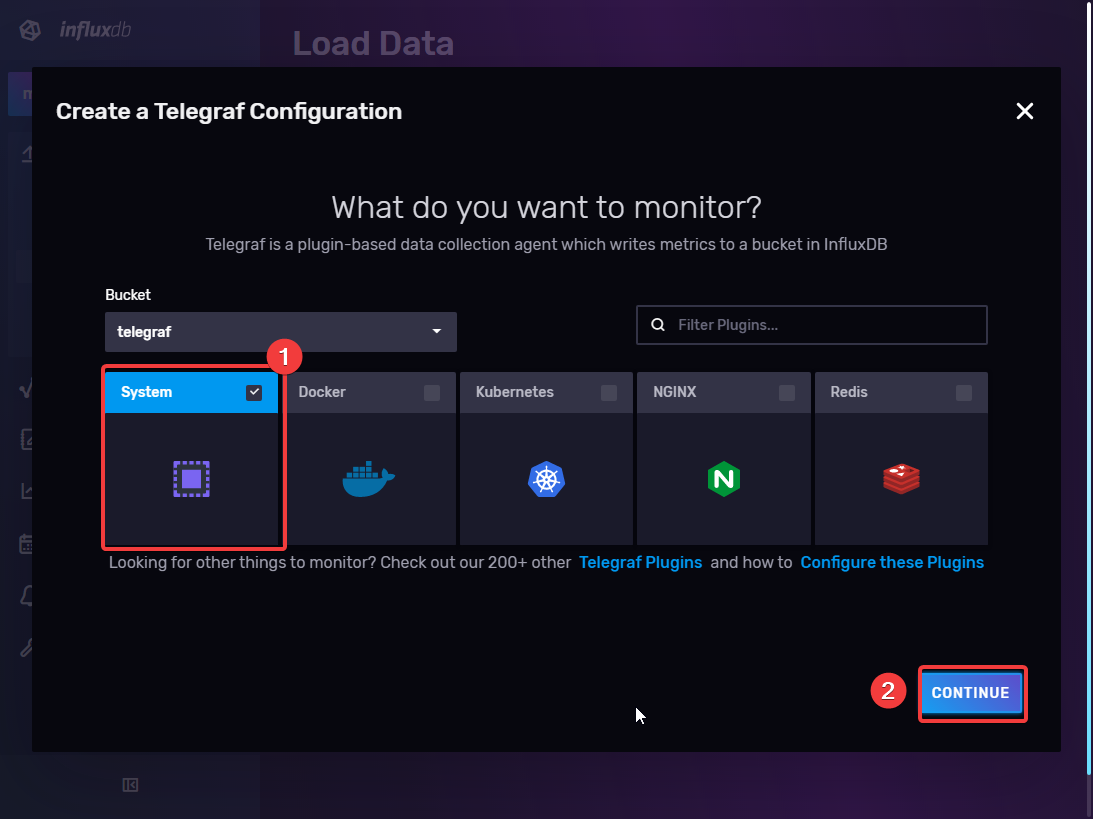 influxdb
Load Data
Create a Telegraf Configuration
What do you want to monitor?
Telegraf is a plugin-based data collection agent which writes metrics to a bucket in InfluxDB
Bucket
telegraf
Filter Plugins...
1
System
Docker
Kubernetes
NGINX
Redis
N
Looking for other things to monitor? Check out our 200+ other Telegraf Plugins and how to Configure these Plugins
2
CONTINUE